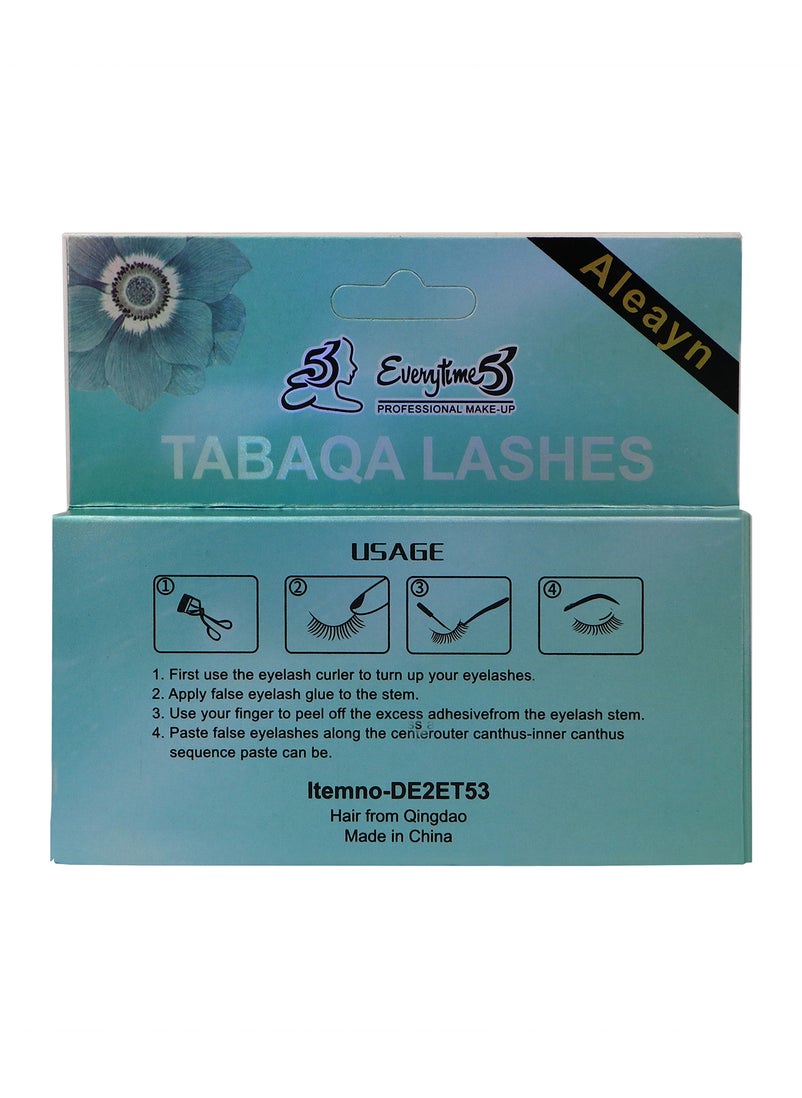 Aleayn
53
Everytime 53
PROFESSIONAL MAKE-UP
TABAQA LASHES
USAGE
1 2 3 4
1. First use the eyelash curler to turn up your eyelashes.
2. Apply false eyelash glue to the stem.
3. Use your finger to peel off the excess adhesivefrom the eyelash stem.
4. Paste false eyelashes along the centerouter canthus-inner canthus
sequence paste can be.
Itemno-DE2ET53
Hair from Qingdao
Made in China